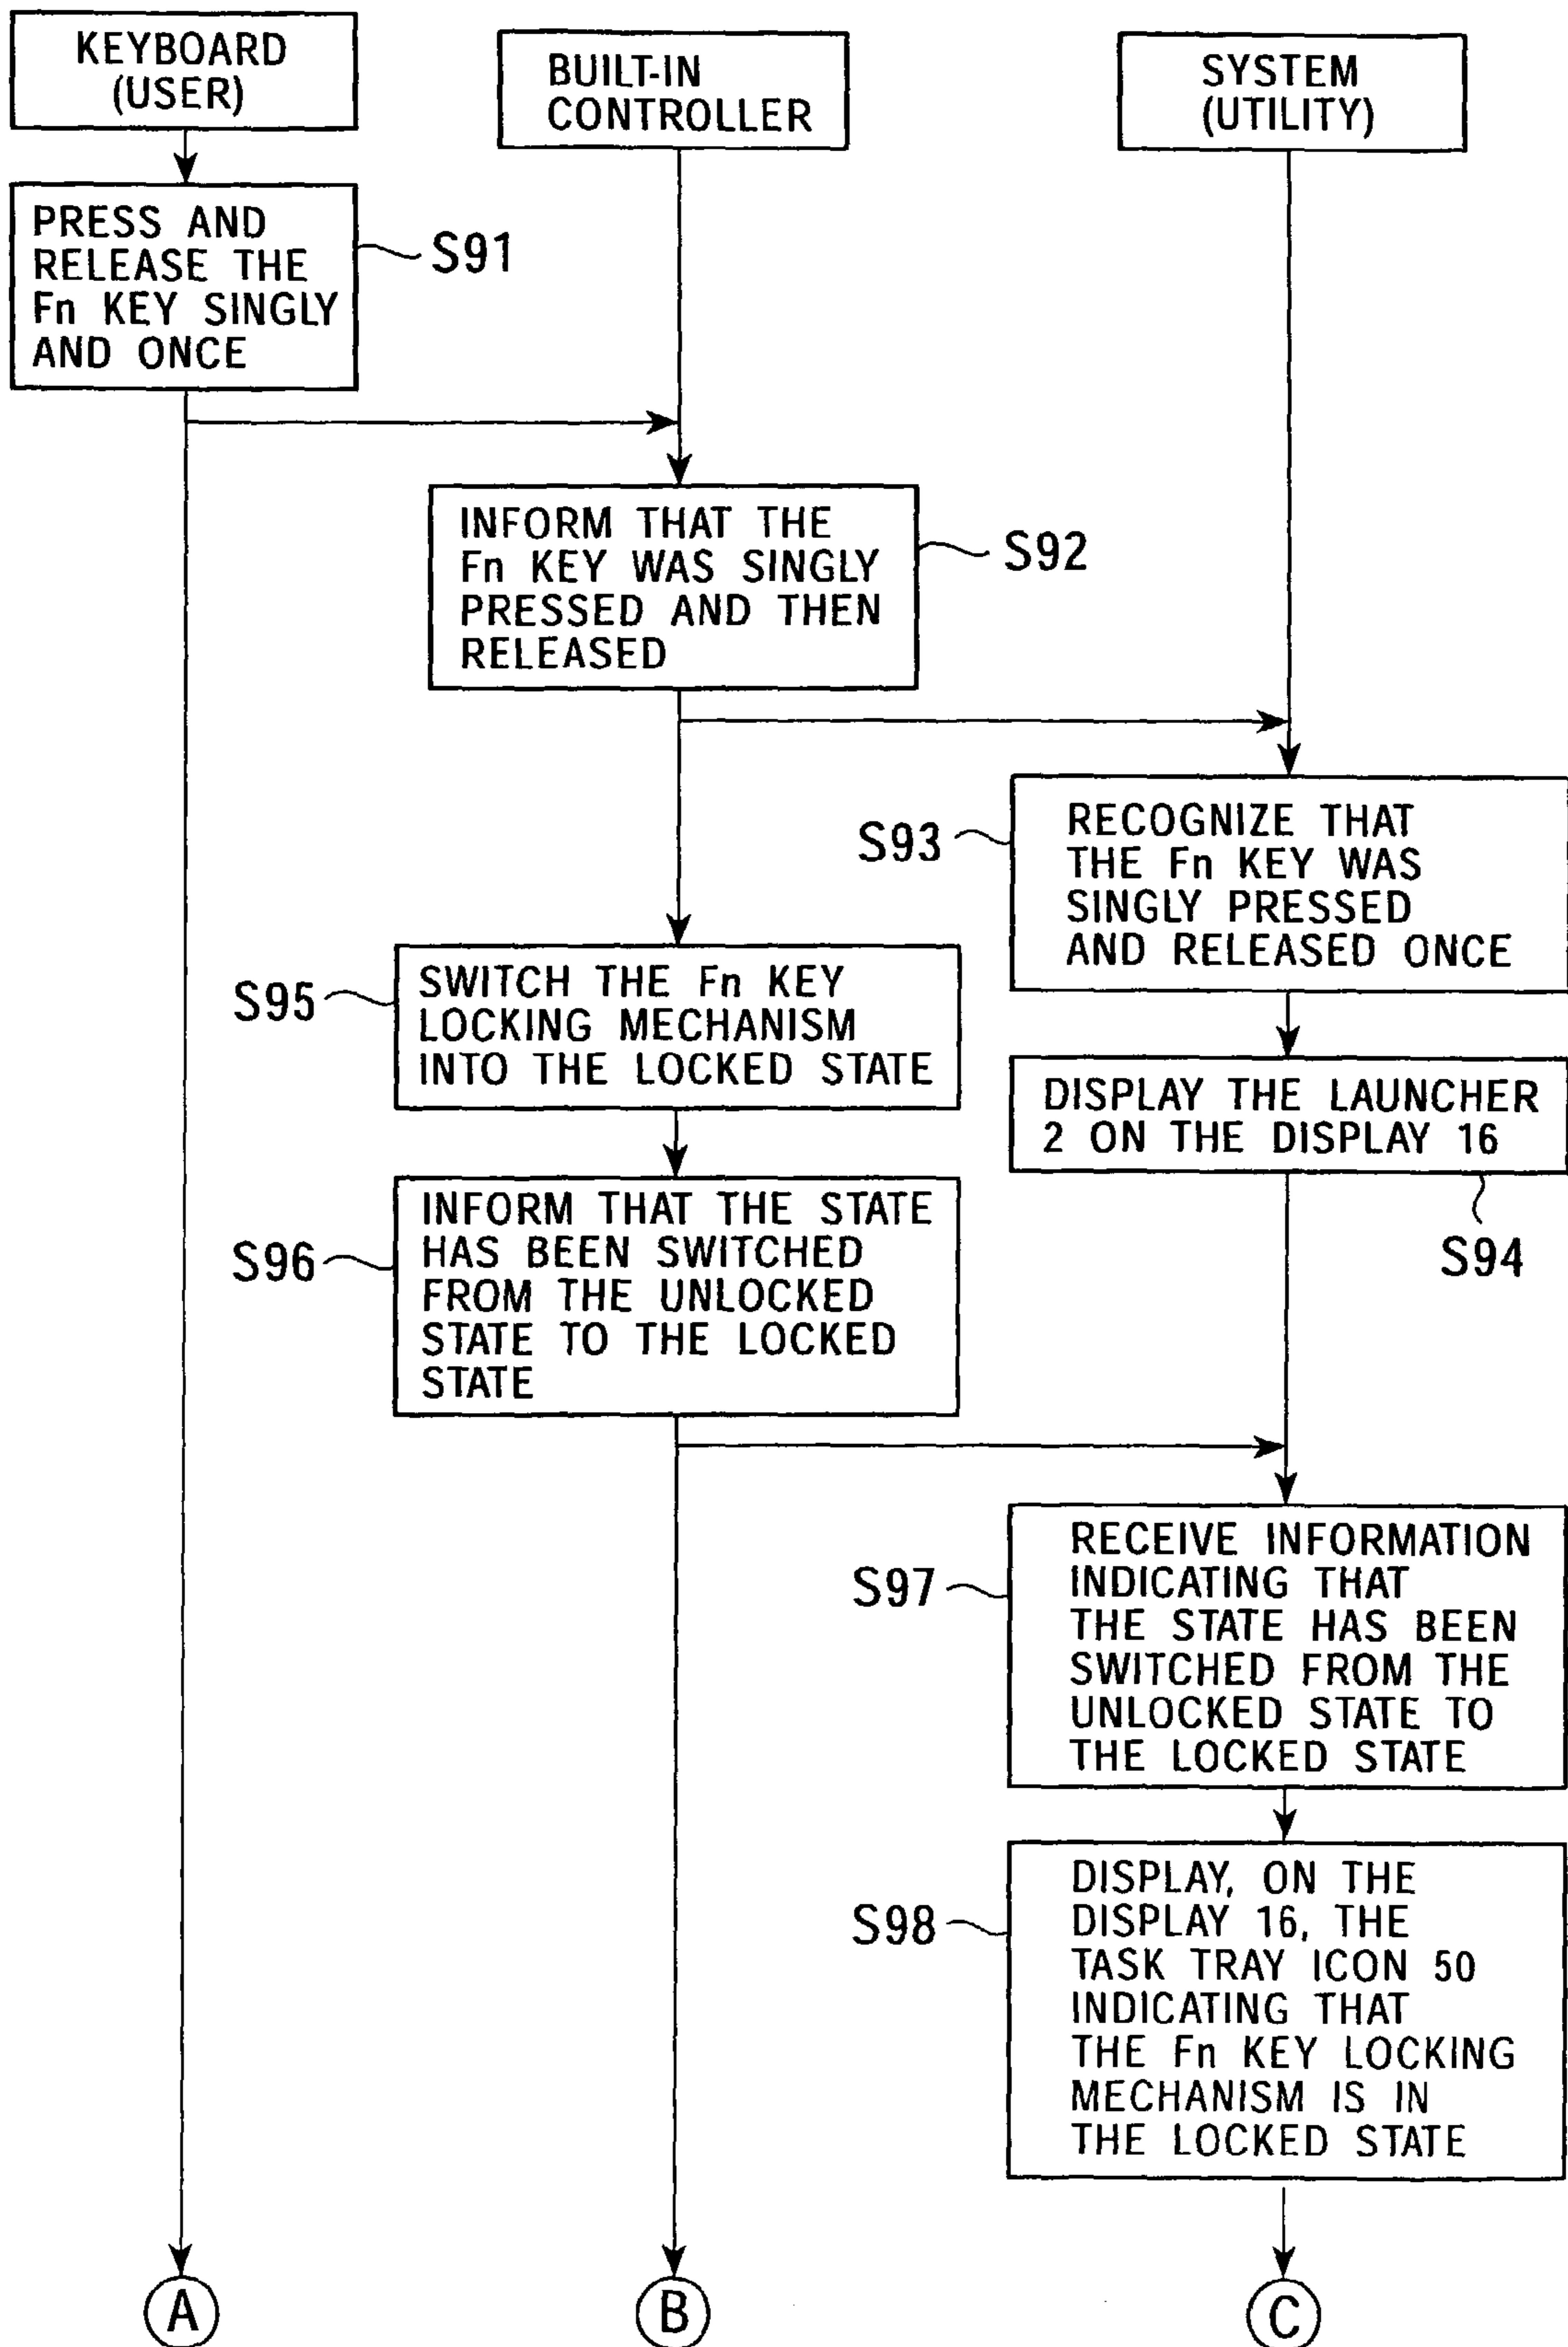 KEYBOARD
(USER)
BUILT-IN
CONTROLLER
SYSTEM
(UTILITY)
PRESS AND
RELEASE THE
Fn KEY SINGLY
AND ONCE
S91
INFORM THAT THE
Fn KEY WAS SINGLY
PRESSED AND THEN
RELEASED
S92
S93
RECOGNIZE THAT
THE Fn KEY WAS
SINGLY PRESSED
AND RELEASED ONCE
S95
SWITCH THE Fn KEY
LOCKING MECHANISM
INTO THE LOCKED STATE
DISPLAY THE LAUNCHER
2 ON THE DISPLAY 16
S94
S96
INFORM THAT THE STATE
HAS BEEN SWITCHED
FROM THE UNLOCKED
STATE TO THE LOCKED
STATE
S97
RECEIVE INFORMATION
INDICATING THAT
THE STATE HAS BEEN
SWITCHED FROM THE
UNLOCKED STATE TO
THE LOCKED STATE
S98
DISPLAY, ON THE
DISPLAY 16, THE
TASK TRAY ICON 50
INDICATING THAT
THE Fn KEY LOCKING
MECHANISM IS IN
THE LOCKED STATE
A
B
C